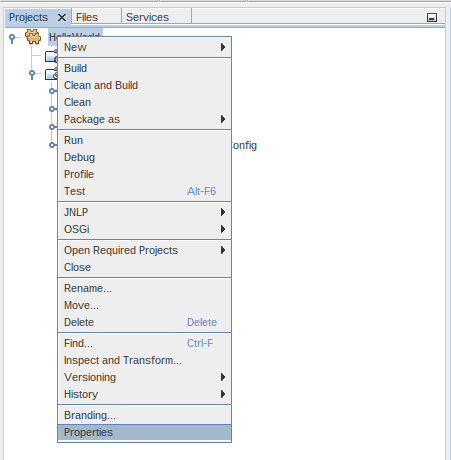 Projects Files Services
HelloWorld
New
Build
Clean and Build
Clean
Package as
Run
Debug
Profile
Test Alt-F6
onfig
JNLP
OSGi
Open Required Projects
Close
Rename...
Move...
Delete Delete
Find... Ctrl-F
Inspect and Transform...
Versioning
History
Branding...
Properties